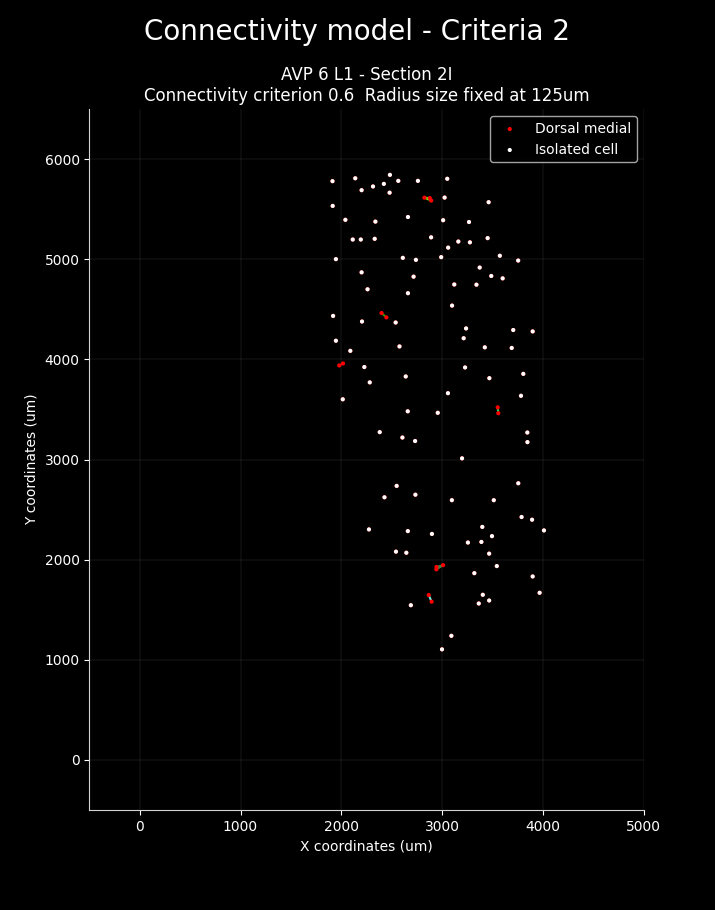 Connectivity model - Criteria 2
AVP 6 L1 - Section 2I
Connectivity criterion 0.6  Radius size fixed at 125um
Dorsal medial
Isolated cell
6000
5000
4000
3000
2000
1000
0
Y coordinates (um)
0
1000
2000
3000
4000
5000
X coordinates (um)